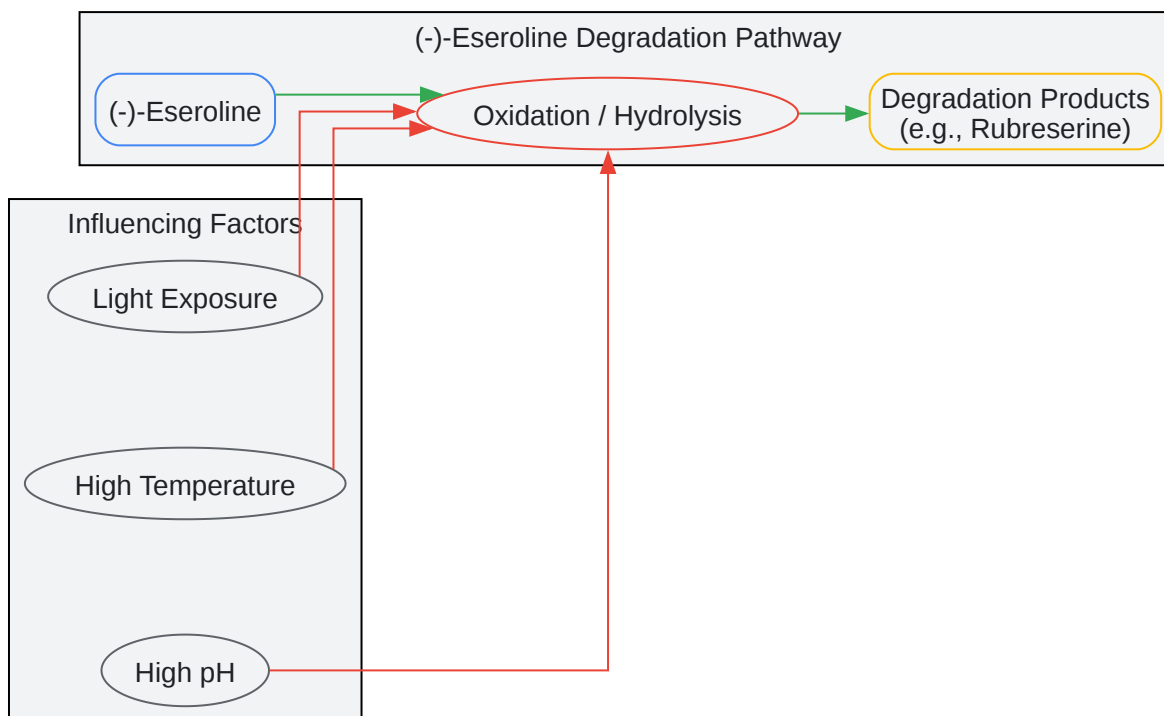 (-)-Eseroline Degradation Pathway
(-)-Eseroline
Oxidation / Hydrolysis
Degradation Products
(e.g., Rubreserine)
Influencing Factors
Light Exposure
High Temperature
High pH